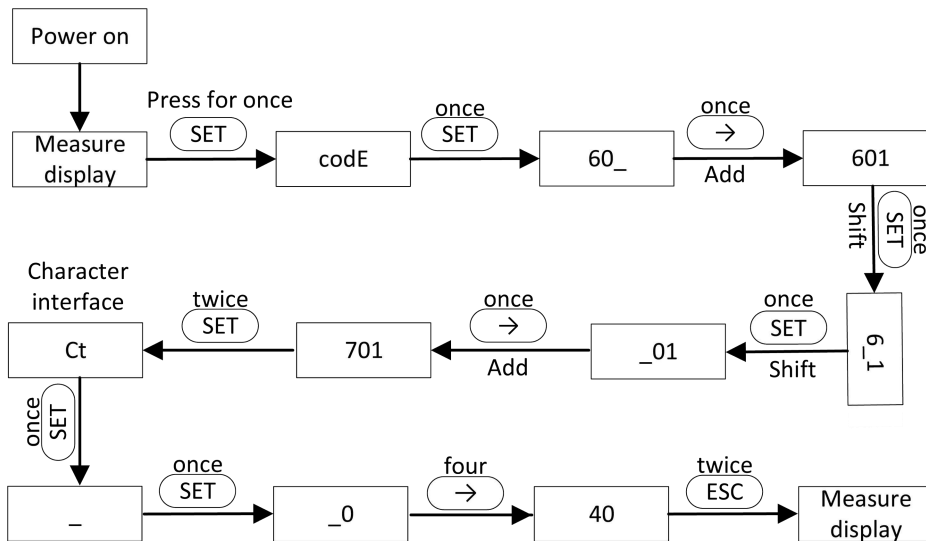 Power on
Press for once
SET
once
SET
once
→
Measure
display
codE
60_
Add
601
Shift
SET
once
Character
interface
twice
SET
once
→
once
SET
Ct
701
Add
_01
Shift
6_1
once
SET
once
SET
four
→
twice
ESC
_
_0
40
Measure
display